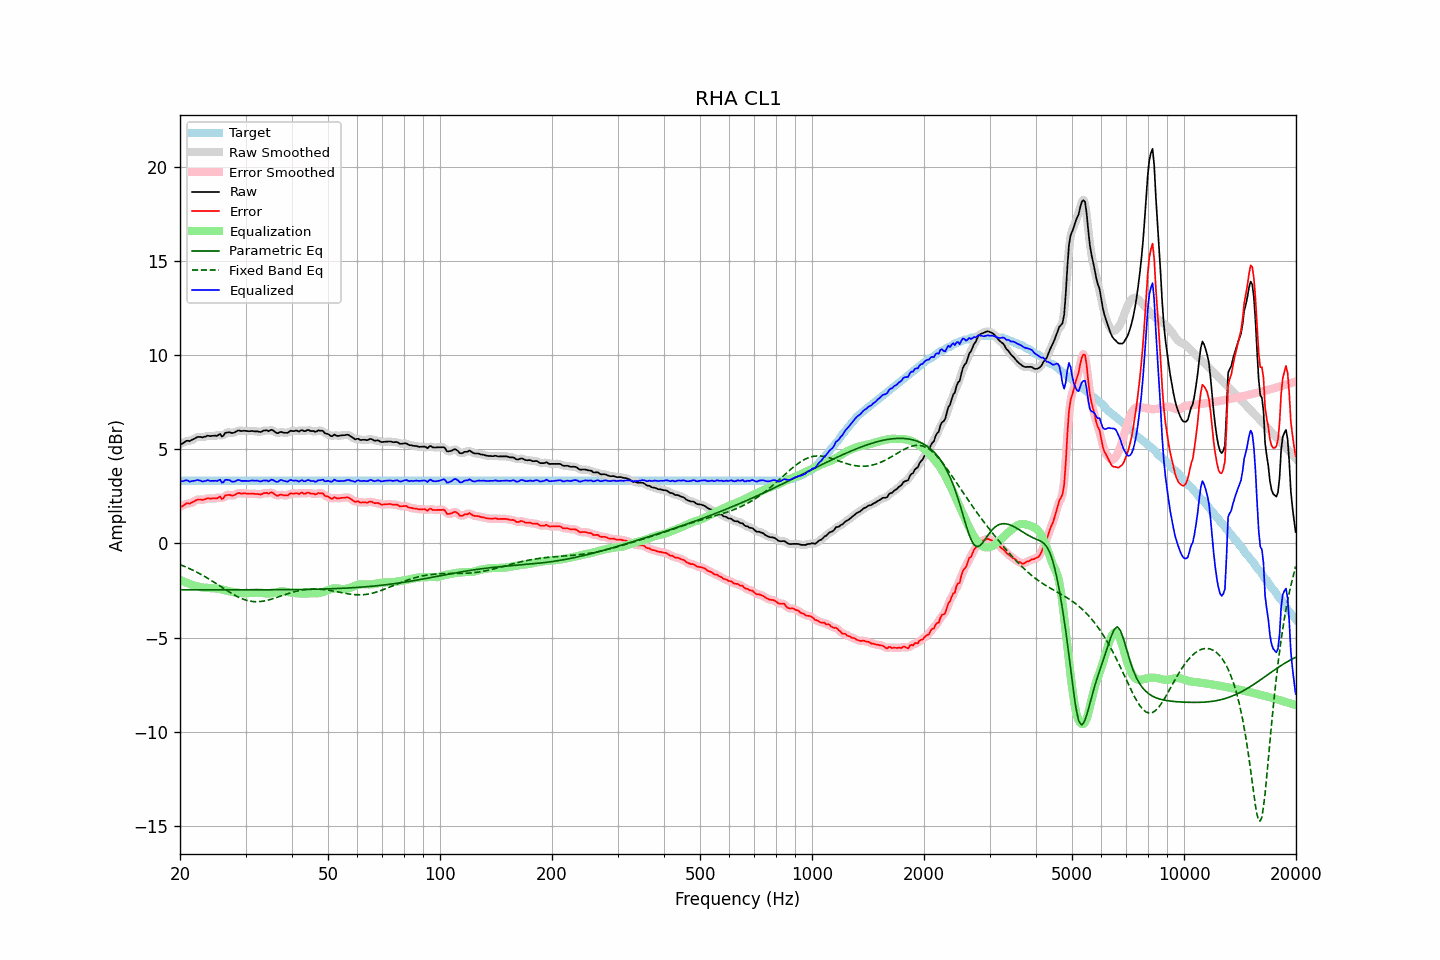 RHA CL1
Target
Raw Smoothed
Error Smoothed
Raw
Error
Equalization
Parametric Eq
Fixed Band Eq
Equalized
Amplitude (dBr)
20
15
10
5
0
−5
−10
−15
20 50 100 200 500 1000 2000 5000 10000 20000
Frequency (Hz)